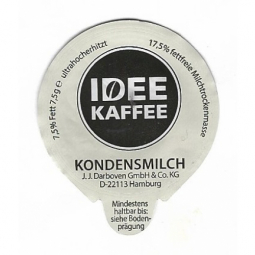 7,5% Fett 7,5g e ultrahocherhitzt
17,5% fettfreie Milchtrockenmasse
IDEE
KAFFEE
KONDENSMILCH
J.J. Darboven GmbH & Co. KG
D-22113 Hamburg
Mindestens
haltbar bis:
siehe Boden-
prägung